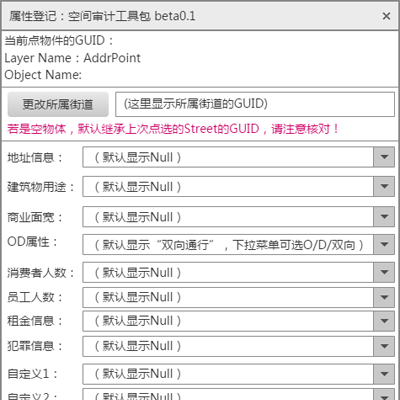 属性登记：空间审计工具包 beta0.1
当前点物件的GUID：
Layer Name：AddrPoint
Object Name:
更改所属街道 (这里显示所属街道的GUID)
若是空物体，默认继承上次点选的Street的GUID，请注意核对！
地址信息： （默认显示Null）
建筑物用途： （默认显示Null）
商业面宽： （默认显示Null）
OD属性： （默认显示“双向通行”，下拉菜单可选O/D/双向）
消费者人数： （默认显示Null）
员工人数： （默认显示Null）
租金信息： （默认显示Null）
犯罪信息： （默认显示Null）
自定义1： （默认显示Null）
自定义2： （默认显示Null）